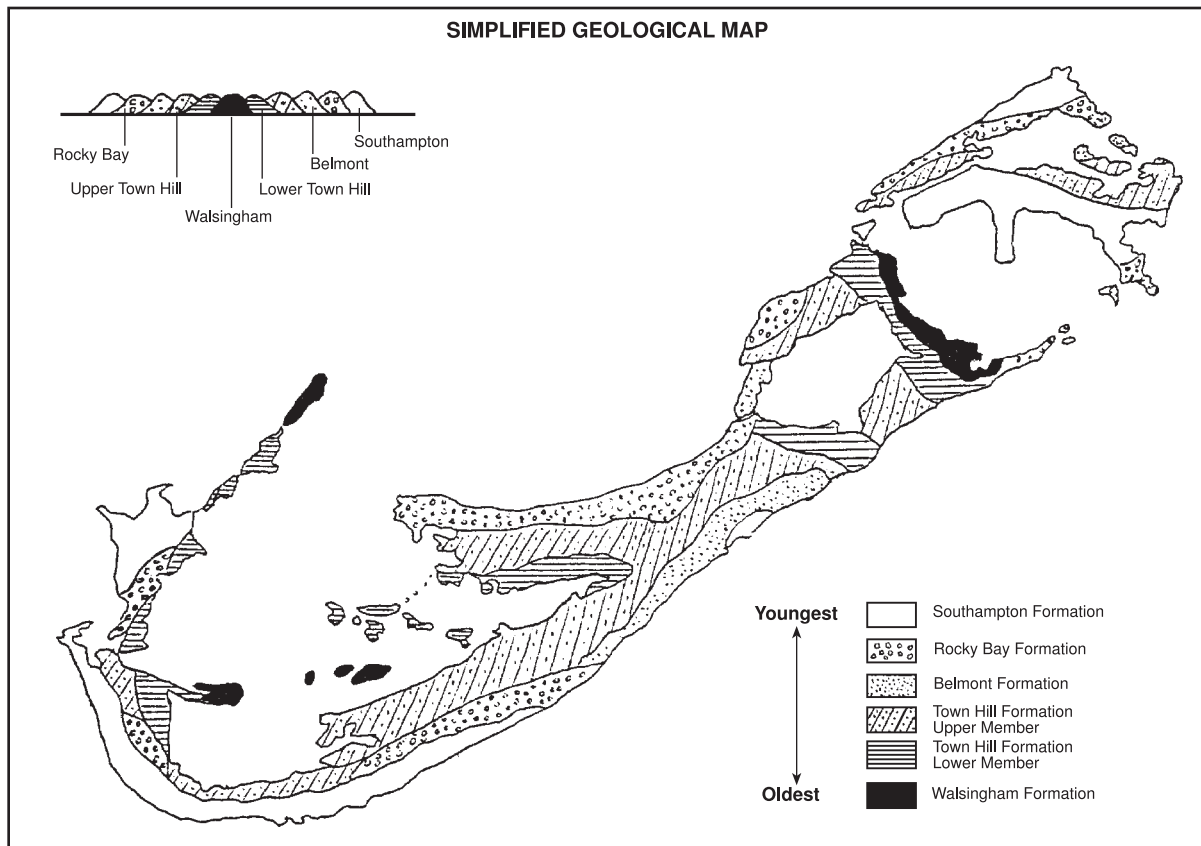 SIMPLIFIED GEOLOGICAL MAP
Rocky Bay
Southampton
Belmont
Upper Town Hill
Lower Town Hill
Walsingham
Youngest
Oldest
Southampton Formation
Rocky Bay Formation
Belmont Formation
Town Hill Formation
Upper Member
Town Hill Formation
Lower Member
Walsingham Formation